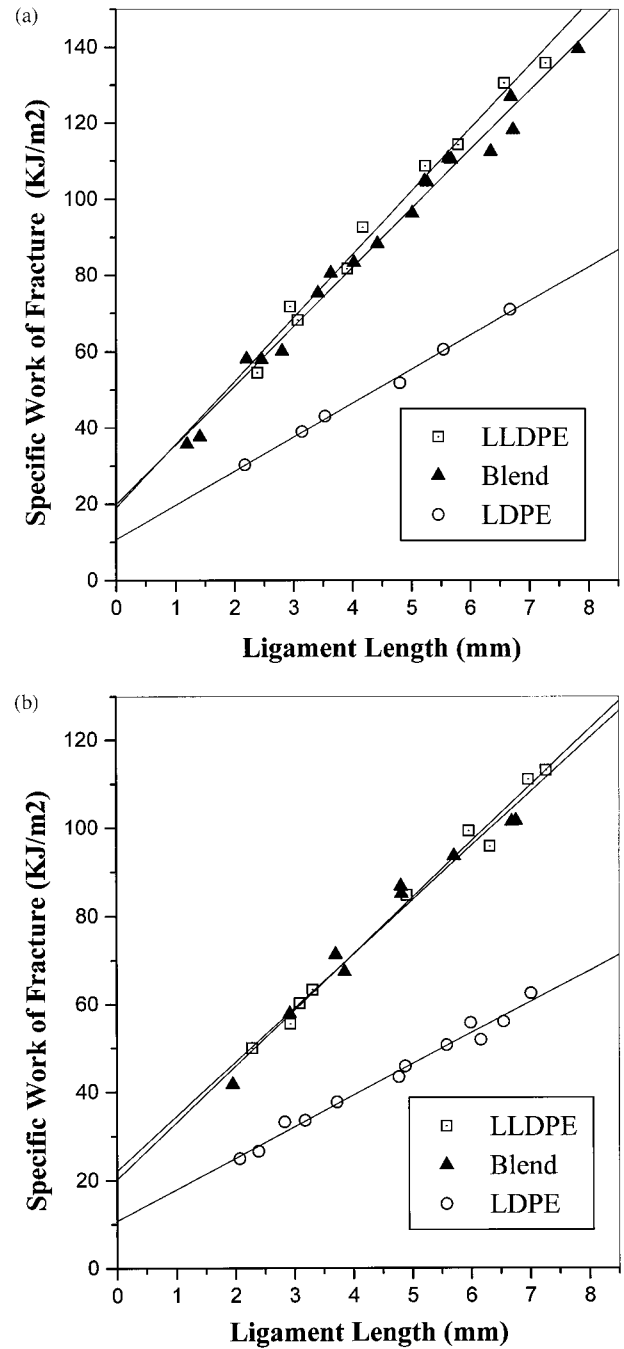 (a)
140
120
100
80
60
40
20
0
Specific Work of Fracture (KJ/m2)
LLDPE
Blend
LDPE
0 1 2 3 4 5 6 7 8
Ligament Length (mm)
(b)
120
100
80
60
40
20
0
Specific Work of Fracture (KJ/m2)
LLDPE
Blend
LDPE
0 1 2 3 4 5 6 7 8
Ligament Length (mm)